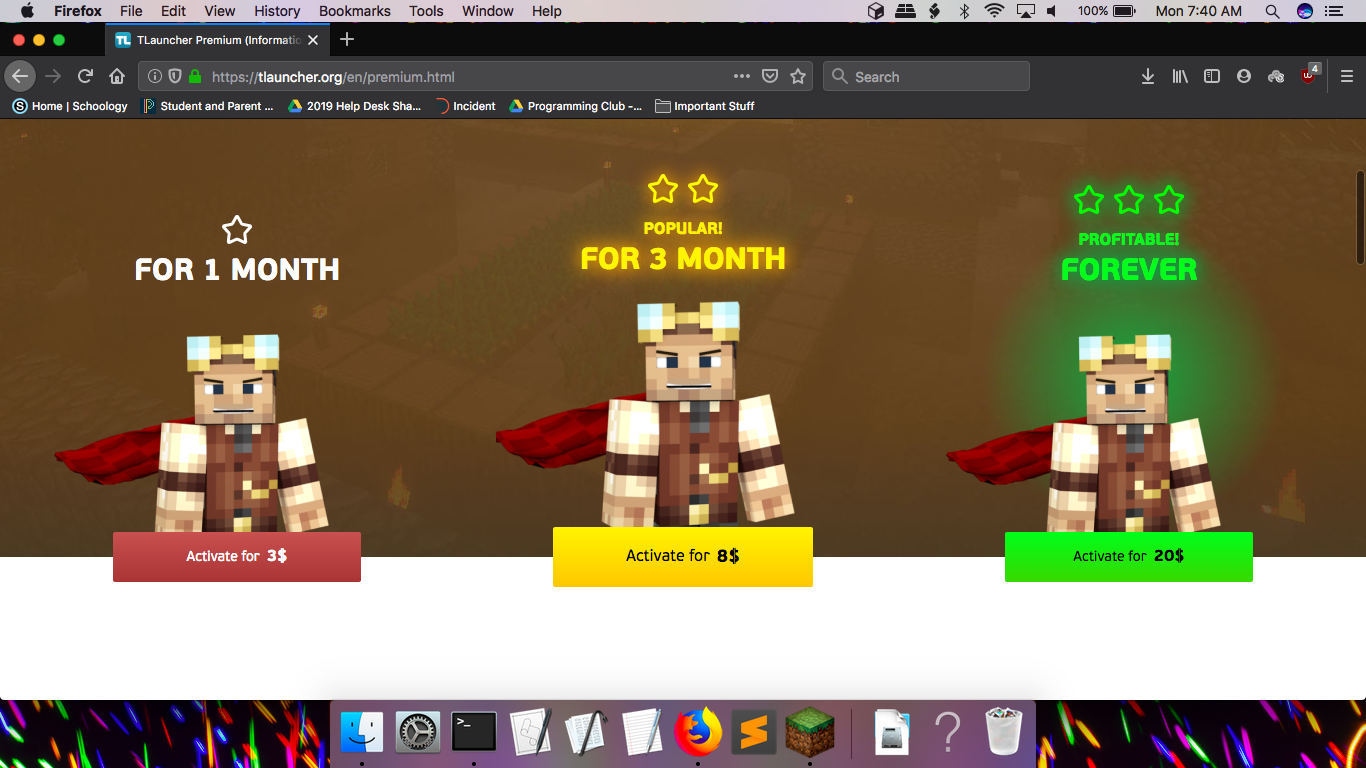 Firefox File Edit View History Bookmarks Tools Window Help 100% Mon 7:40 AM
TL TLauncher Premium (Informatio
https://tlauncher.org/en/premium.html Search 4
S Home | Schoology Student and Parent ... 2019 Help Desk Sha... Incident Programming Club -... Important Stuff
FOR 1 MONTH
Activate for 3$
POPULAR!
FOR 3 MONTH
Activate for 8$
PROFITABLE!
FOREVER
Activate for 20$